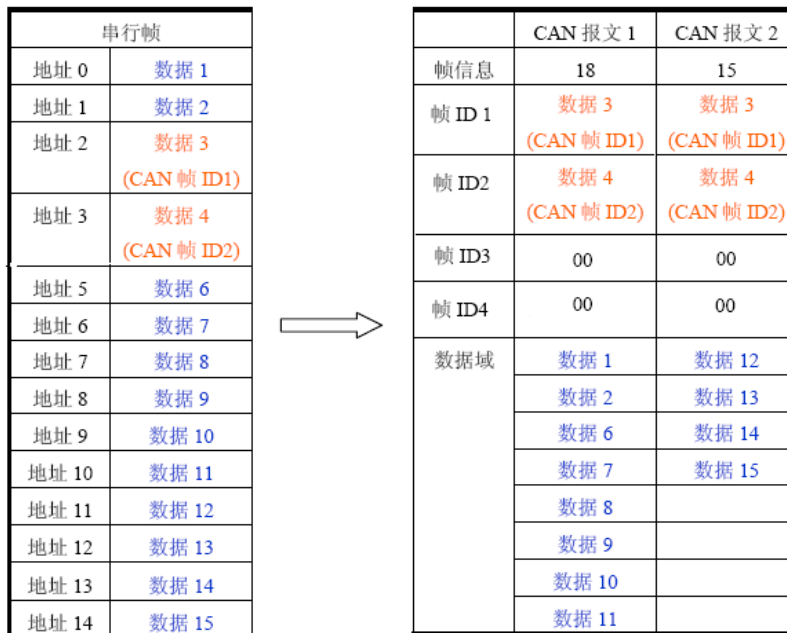 串行帧
地址 0 数据 1
地址 1 数据 2
地址 2 数据 3
(CAN 帧 ID1)
地址 3 数据 4
(CAN 帧 ID2)
地址 5 数据 6
地址 6 数据 7
地址 7 数据 8
地址 8 数据 9
地址 9 数据 10
地址 10 数据 11
地址 11 数据 12
地址 12 数据 13
地址 13 数据 14
地址 14 数据 15
CAN 报文 1 CAN 报文 2
帧信息 18 15
帧 ID 1 数据 3 数据 3
(CAN 帧 ID1) (CAN 帧 ID1)
帧 ID2 数据 4 数据 4
(CAN 帧 ID2) (CAN 帧 ID2)
帧 ID3 00 00
帧 ID4 00 00
数据域 数据 1 数据 12
数据 2 数据 13
数据 6 数据 14
数据 7 数据 15
数据 8
数据 9
数据 10
数据 11